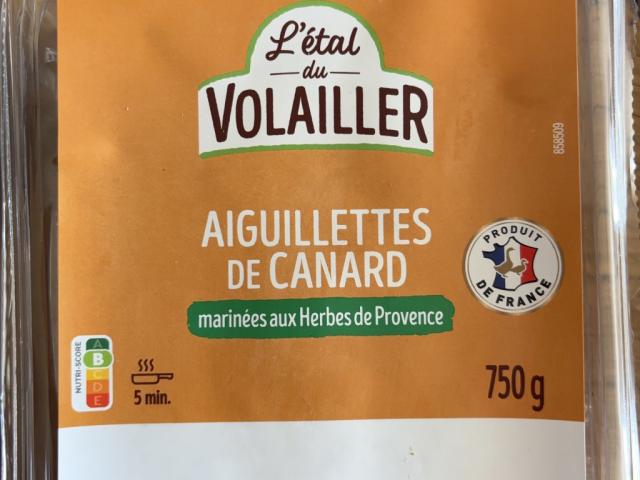 L'étal
du
VOLAILLER
858509
AIGUILLETTES
DE CANARD
marinées aux Herbes de Provence
PRODUIT
DE FRANCE
NUTRI-SCORE
A
B
C
D
E
5 min.
750 g